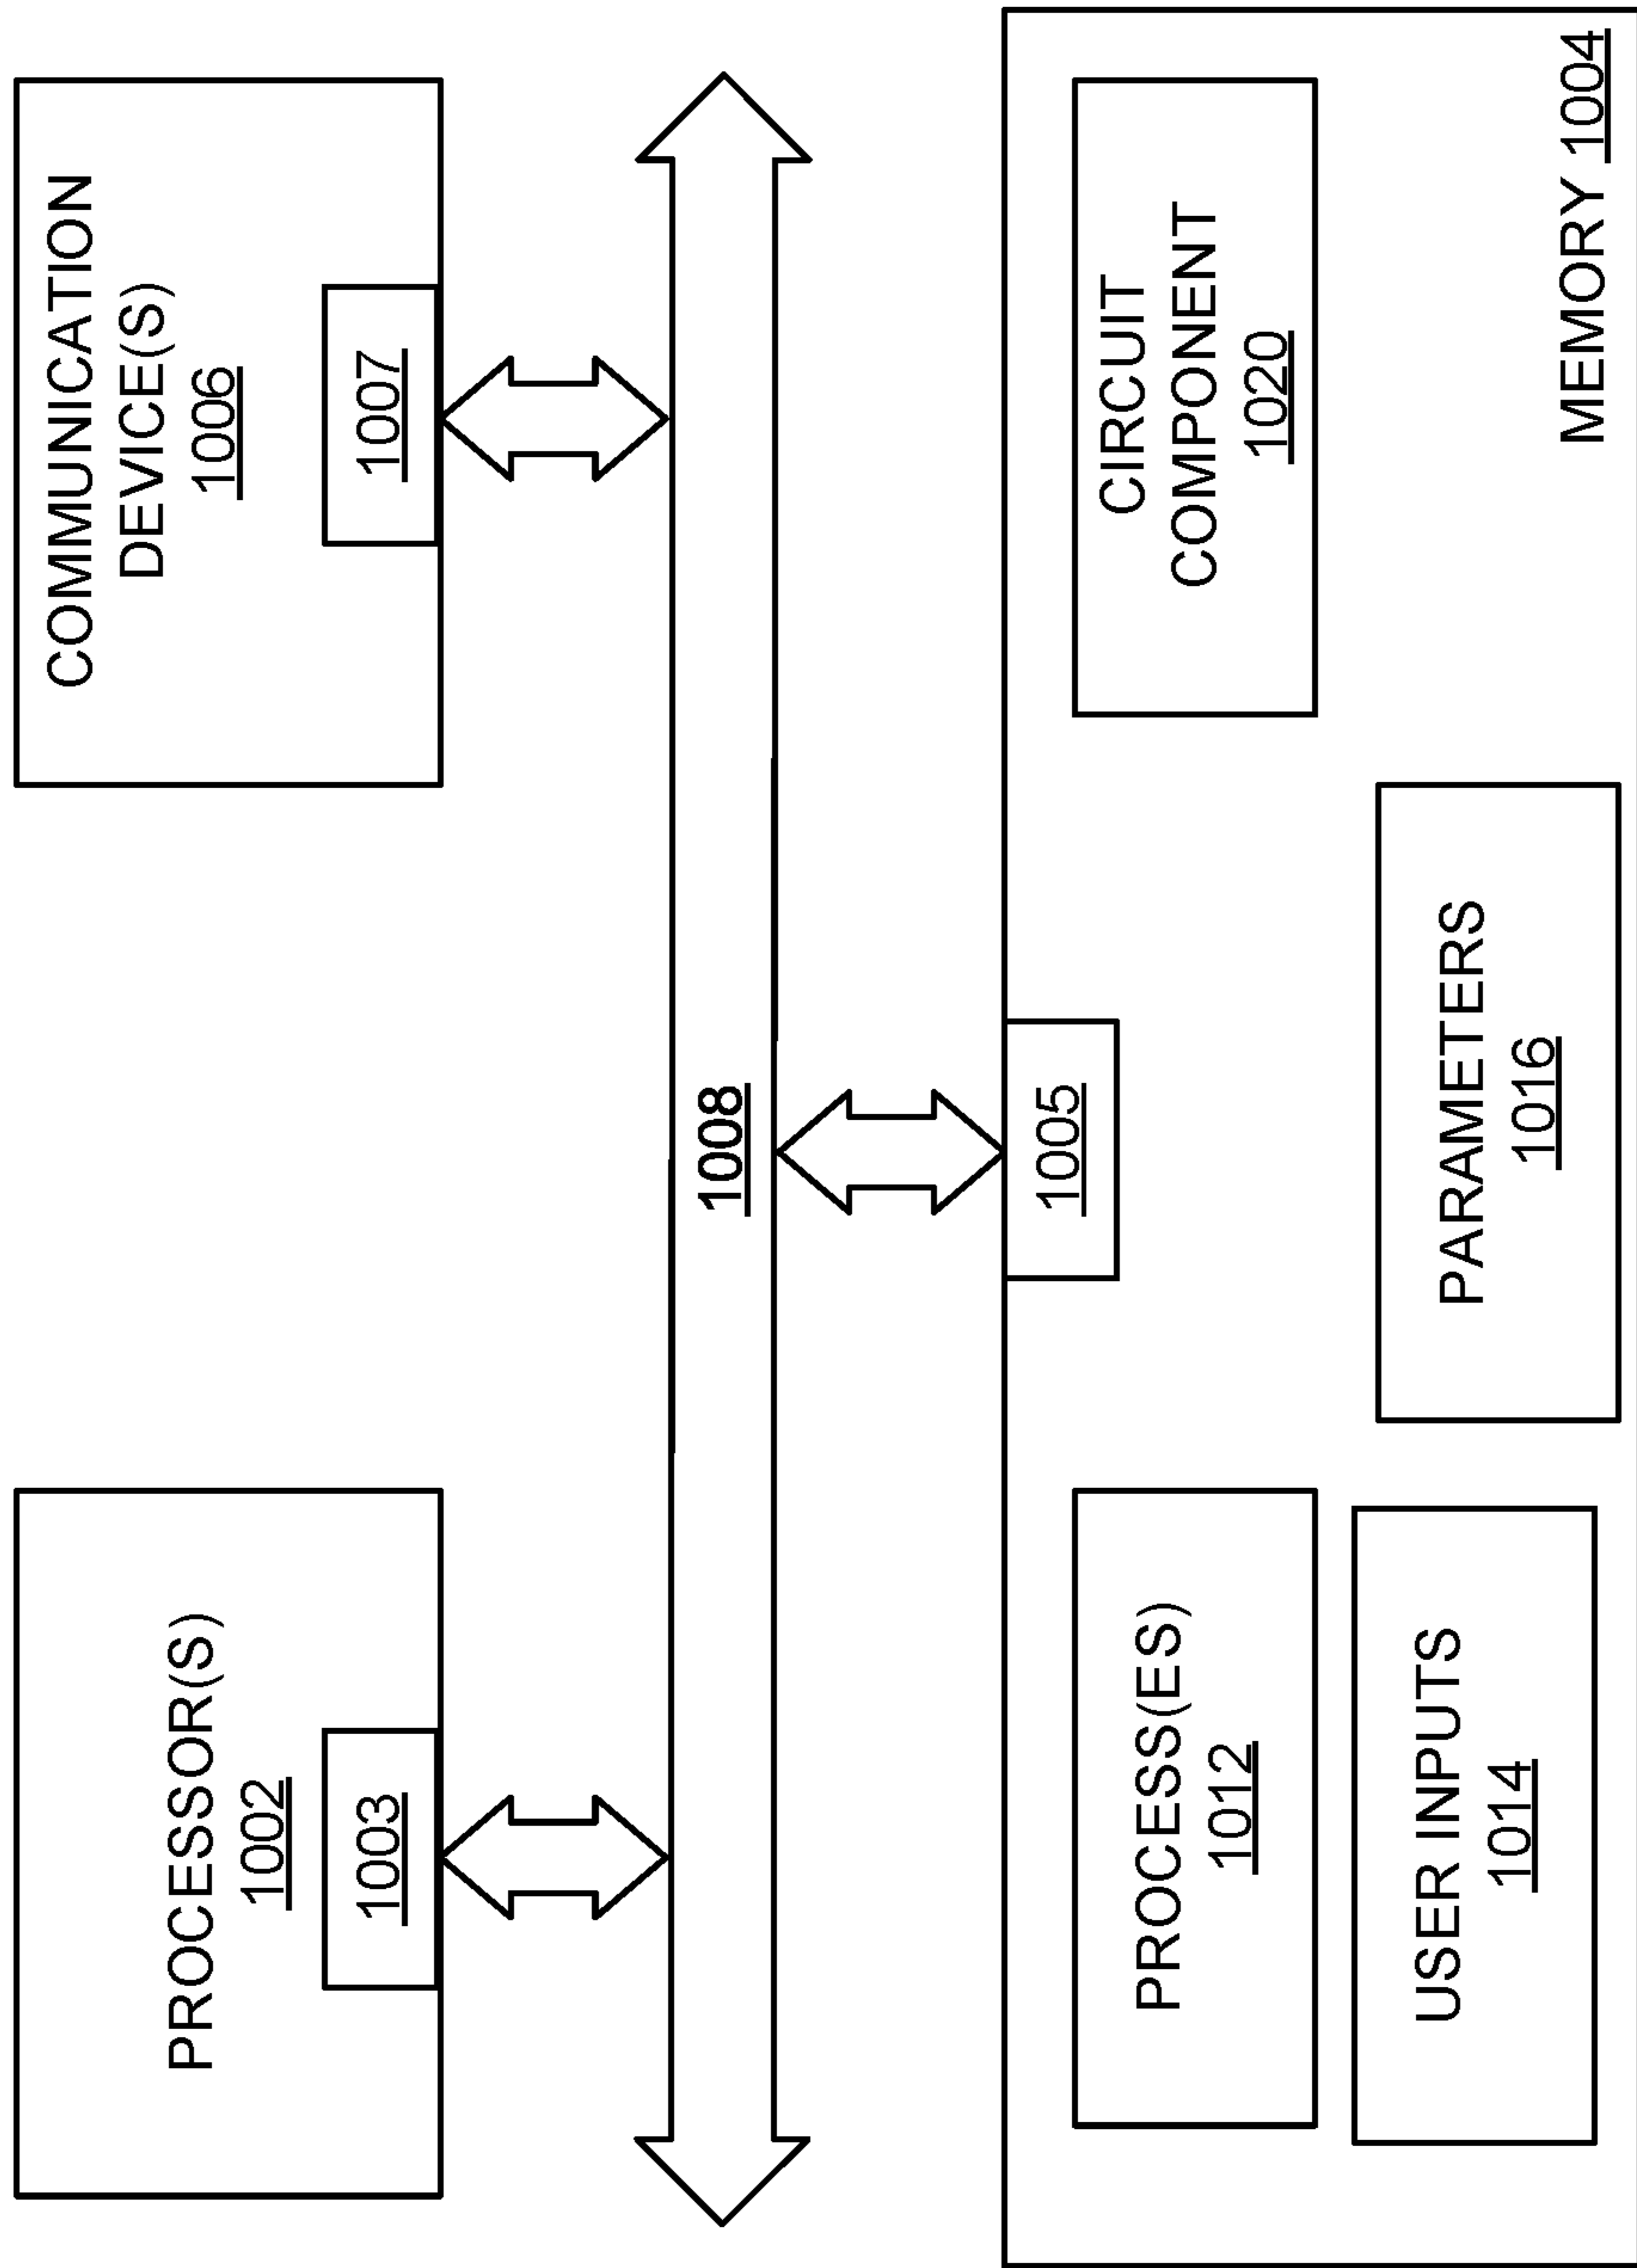 PROCESSOR(S)
1002
1003
COMMUNICATION
DEVICE(S)
1006
1007
1008
1005
PROCESS(ES)
1012
CIRCUIT
COMPONENT
1020
USER INPUTS
1014
PARAMETERS
1016
MEMORY 1004